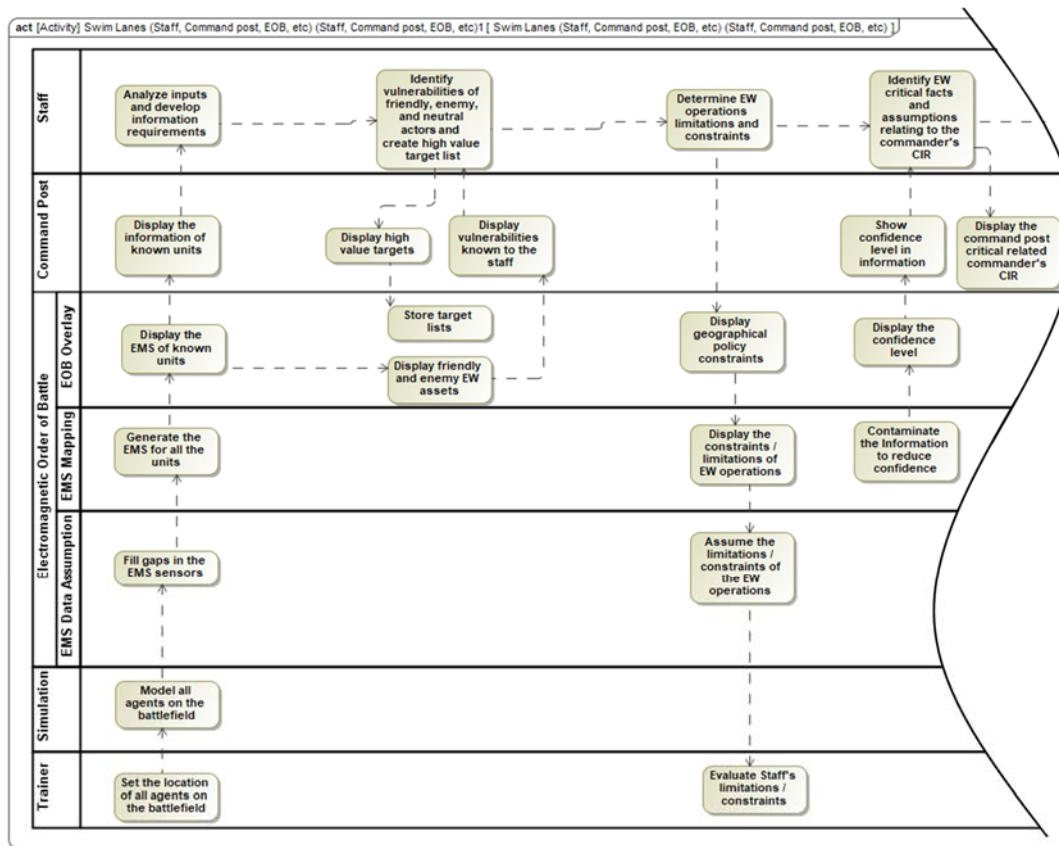 act [Activity] Swim Lanes (Staff, Command post, EOB, etc) (Staff, Command post, EOB, etc)1 [ Swim Lanes (Staff, Command post, EOB, etc) (Staff, Command post, EOB, etc) ]
Staff
Analyze inputs
and develop
information
requirements
Identify
vulnerabilities of
friendly, enemy,
and neutral
actors and
create high value
target list
Determine EW
operations
limitations and
constraints
Identify EW
critical facts
and
assumptions
relating to the
commander's
CIR
Command Post
Display the
information of
known units
Display high
value targets
Display
vulnerabilities
known to the
staff
Show
confidence
level in
information
Display the
command post
critical related
commander's
CIR
Electromagnetic Order of Battle
EOB Overlay
Display the
EMS of known
units
Store target
lists
Display friendly
and enemy EW
assets
Display
geographical
policy
constraints
Display the
confidence
level
EMS Mapping
Generate the
EMS for all the
units
Display the
constraints /
limitations of
EW operations
Contaminate
the Information
to reduce
confidence
EMS Data Assumption
Fill gaps in the
EMS sensors
Assume the
limitations /
constraints of
the EW
operations
Simulation
Model all
agents on the
battlefield
Trainer
Set the location
of all agents on
the battlefield
Evaluate Staff's
limitations /
constraints